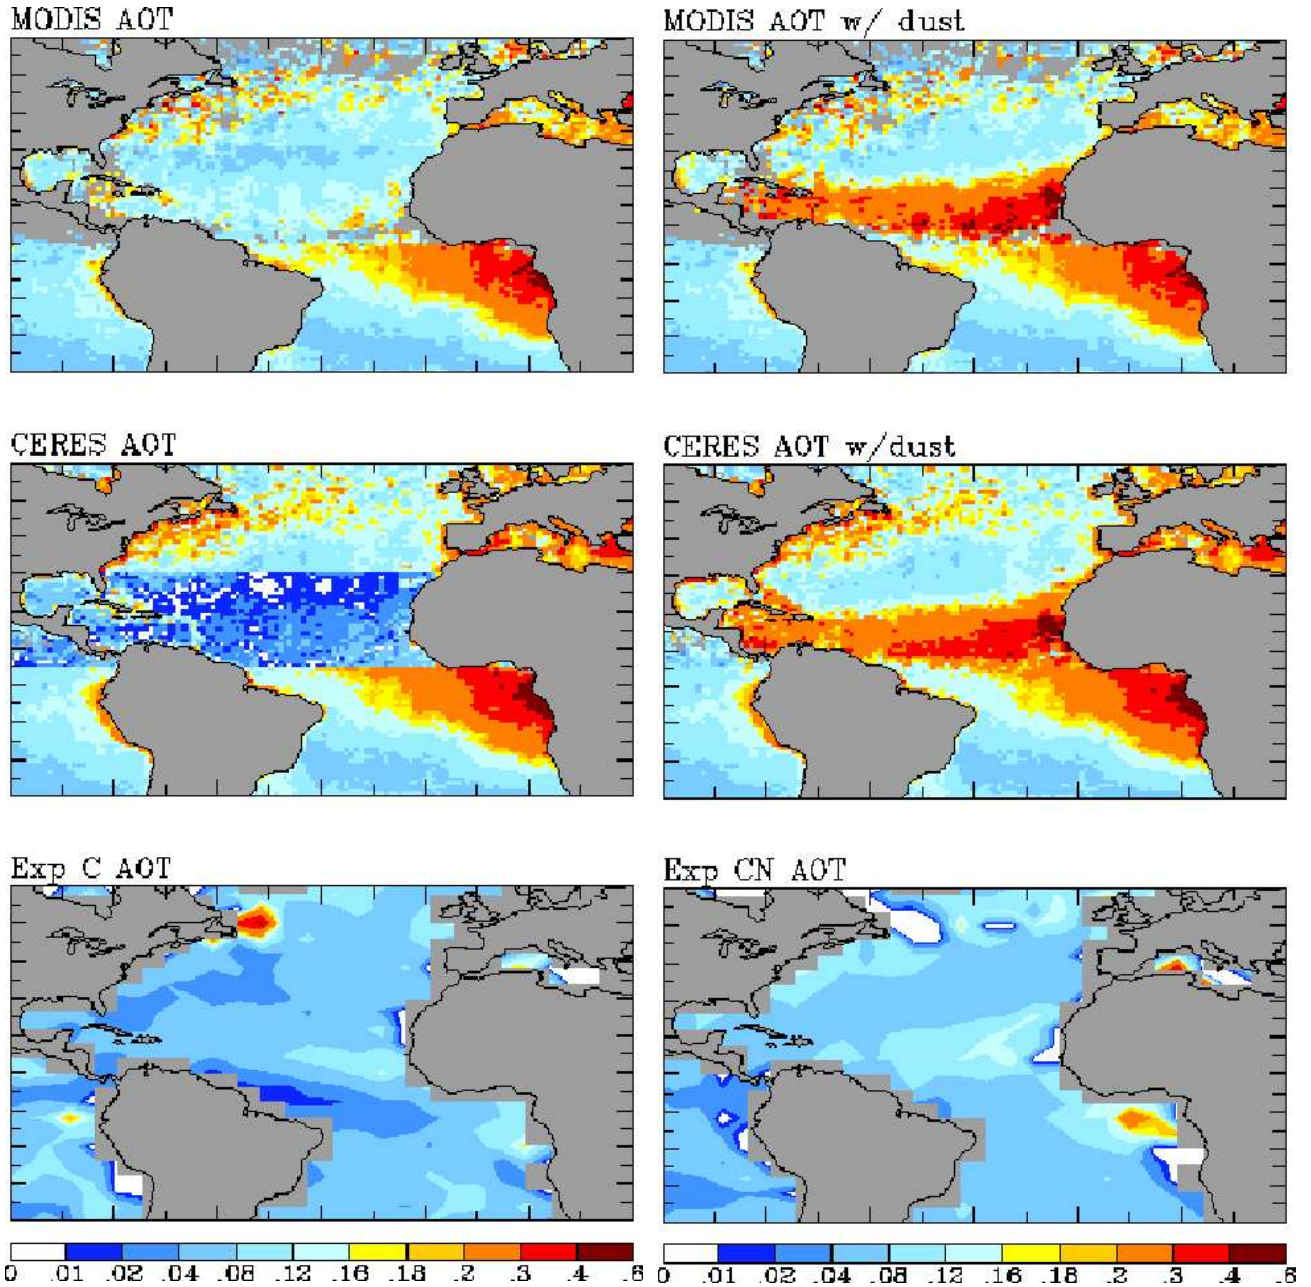 MODIS AOT
MODIS AOT w/ dust
CERES AOT
CERES AOT w/dust
Exp C AOT
Exp CN AOT
0 .01 .02 .04 .08 .12 .16 .18 .2 .3 .4 .6
0 .01 .02 .04 .08 .12 .16 .18 .2 .3 .4 .6